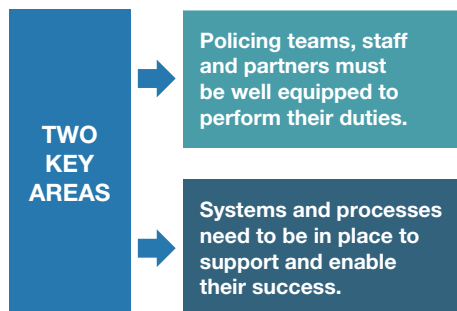 TWO
KEY
AREAS
Policing teams, staff
and partners must
be well equipped to
perform their duties.
Systems and processes
need to be in place to
support and enable
their success.